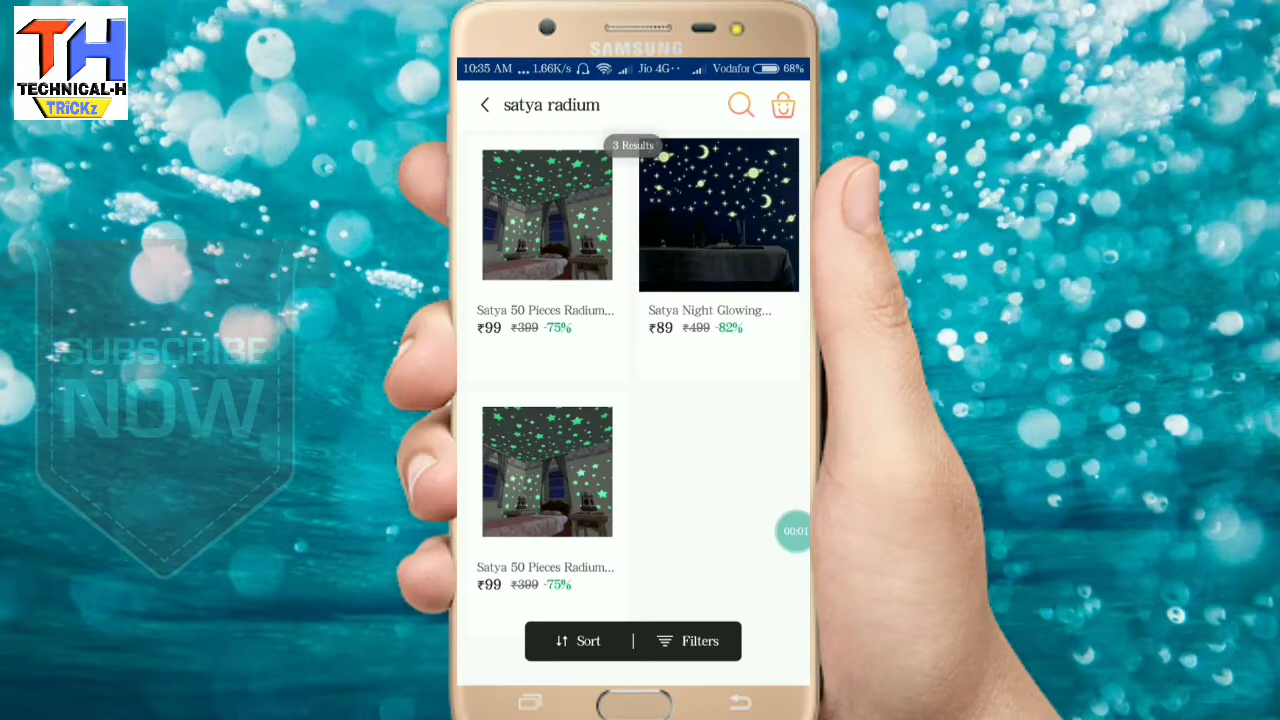 TH
TECHNICAL-H
TRiCKz
SUBSCRIBE
NOW
SAMSUNG
10:35 AM ... 1.66K/s Jio 4G Vodafor 68%
satya radium
3 Results
Satya 50 Pieces Radium...
₹99 ₹399 -75%
Satya Night Glowing...
₹89 ₹499 -82%
Satya 50 Pieces Radium...
₹99 ₹399 -75%
00:01
Sort | Filters